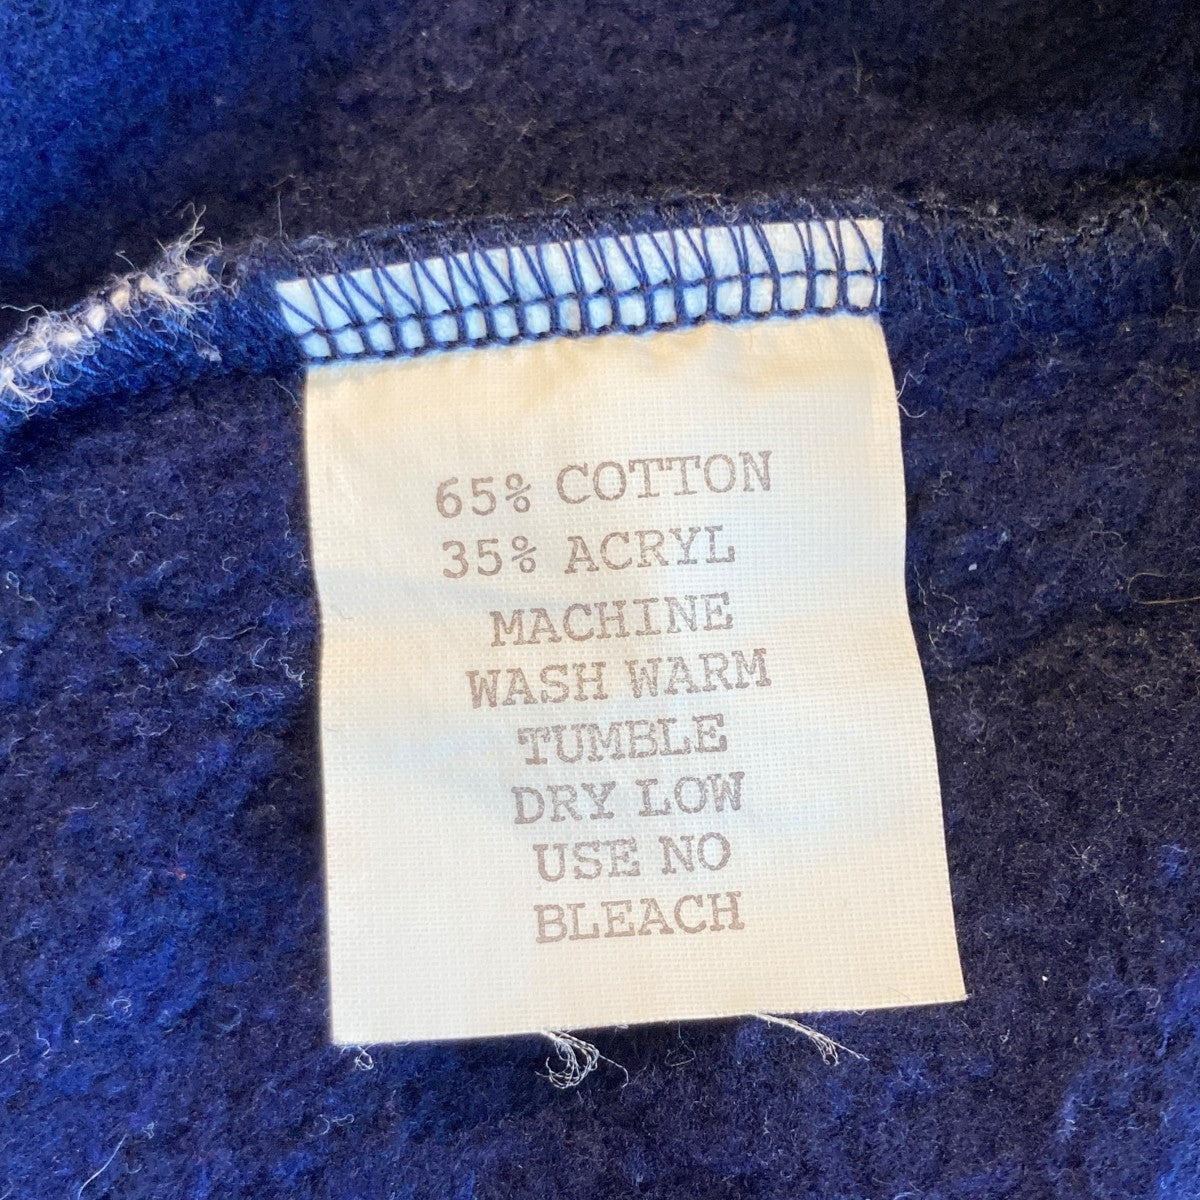 65% COTTON
35% ACRYL
MACHINE
WASH WARM
TUMBLE
DRY LOW
USE NO
BLEACH